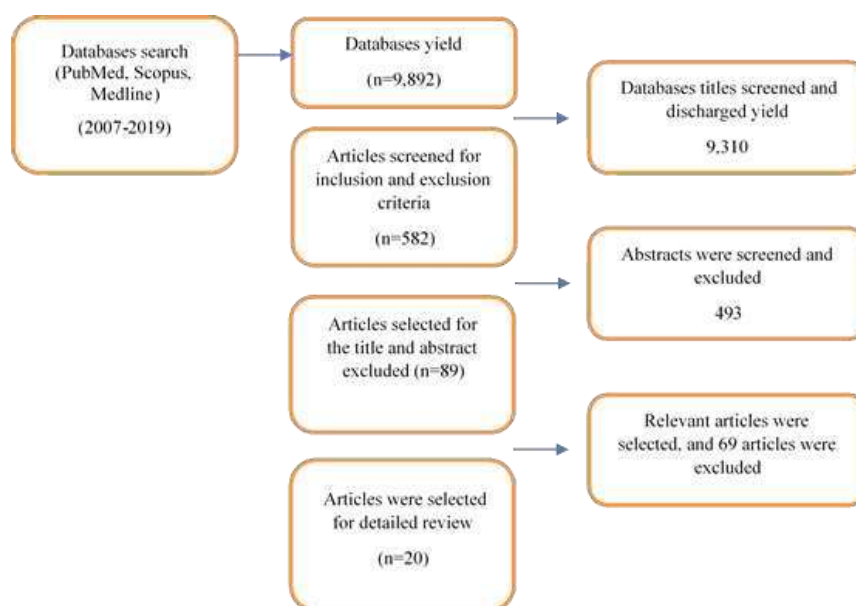 Databases search
(PubMed, Scopus,
Medline)
(2007-2019)
Databases yield
(n=9,892)
Databases titles screened and
discharged yield
9,310
Articles screened for
inclusion and exclusion
criteria
(n=582)
Abstracts were screened and
excluded
493
Articles selected for
the title and abstract
excluded (n=89)
Relevant articles were
selected, and 69 articles were
excluded
Articles were selected
for detailed review
(n=20)